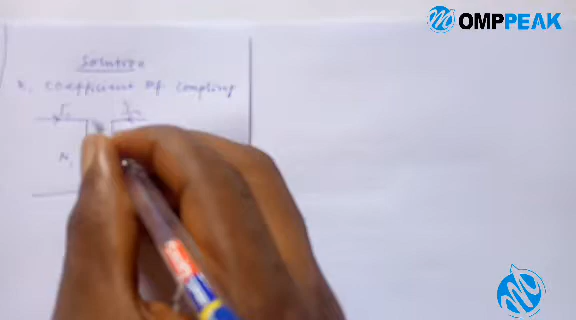 OMPPEAK
Solution
K, coefficient of coupling
I₁ I₂
N₁